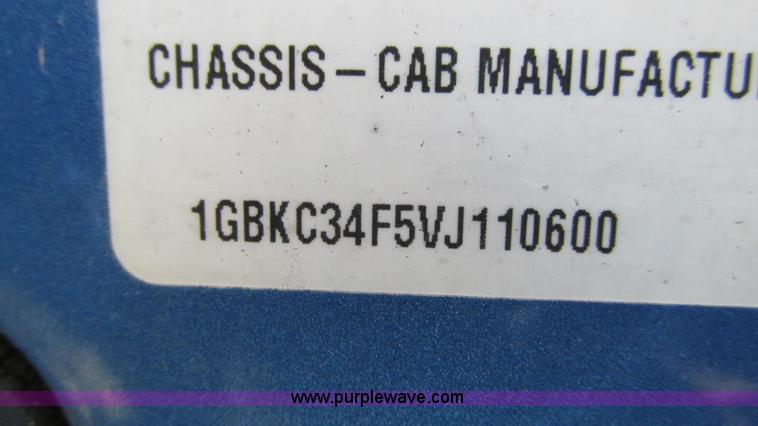 CHASSIS – CAB MANUFACTU
1GBKC34F5VJ110600
www.purplewave.com